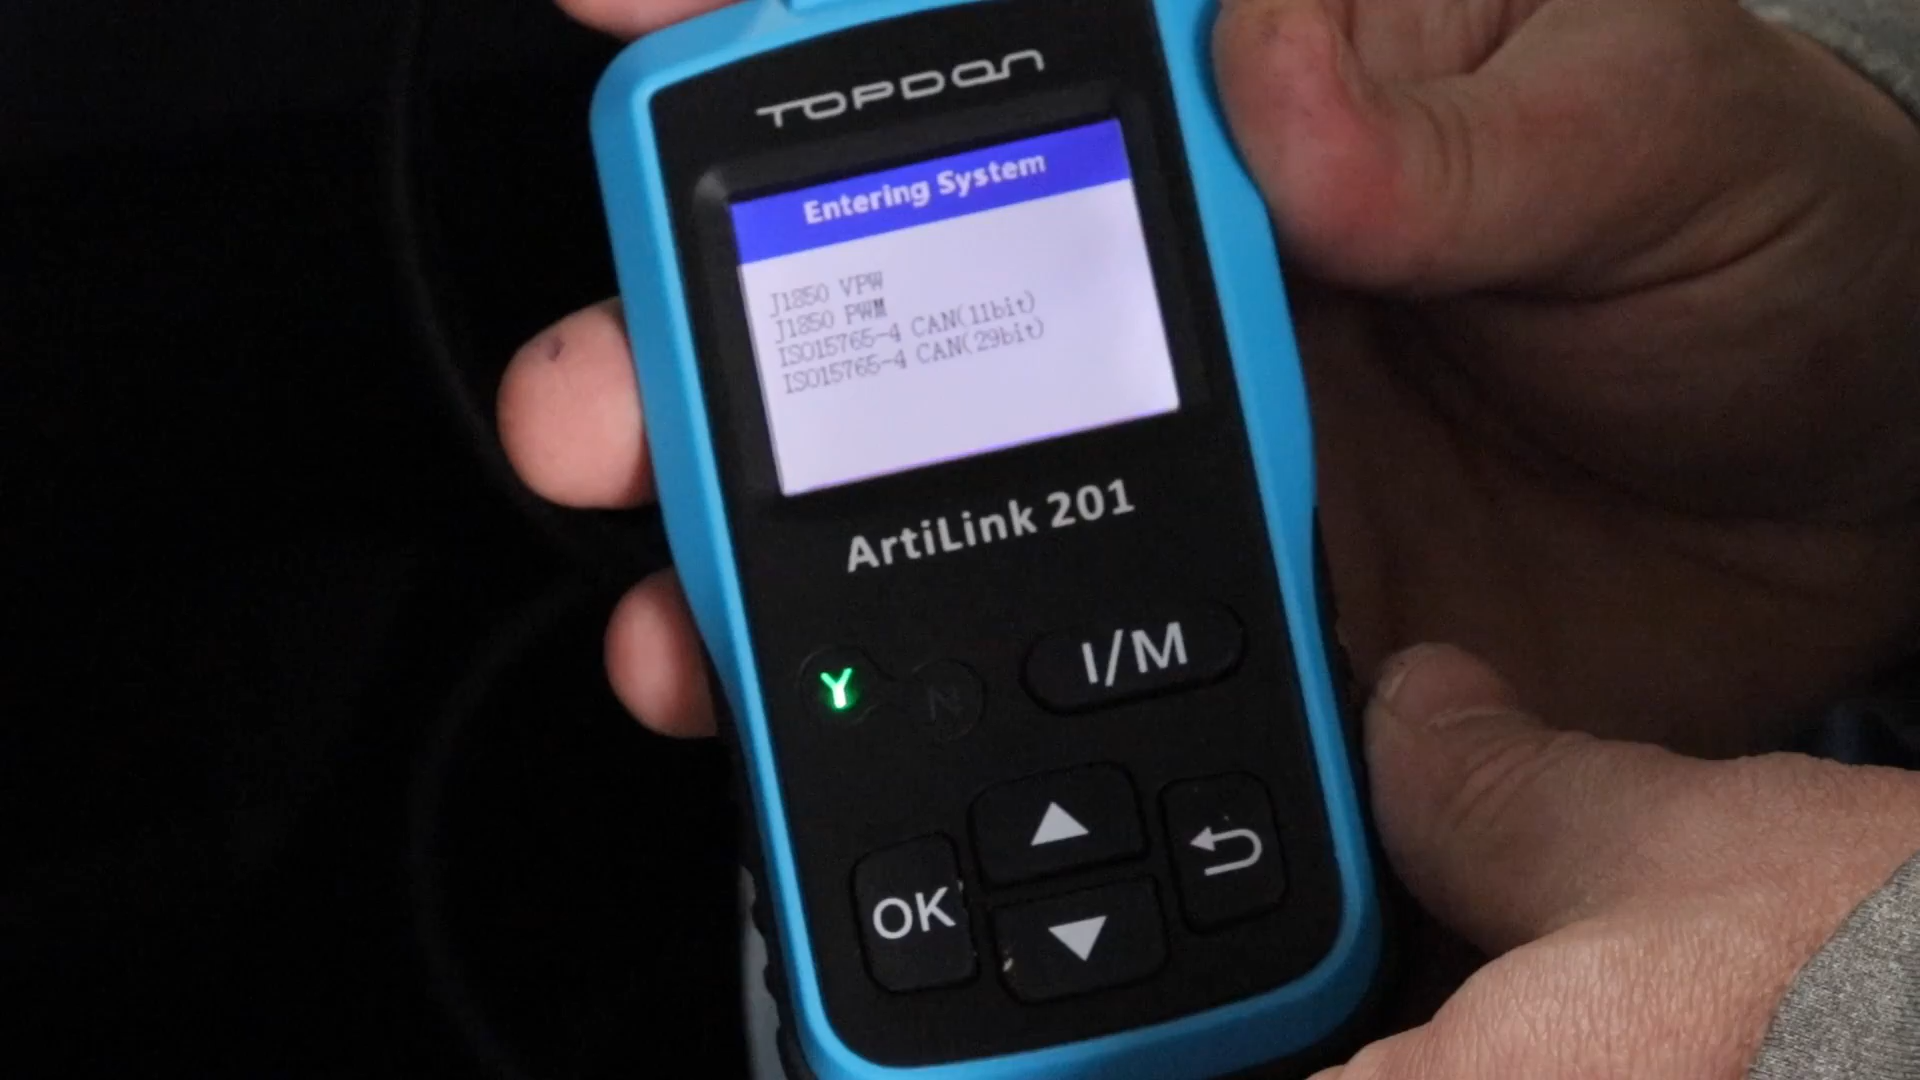 TOPDON
Entering System
J1850 VPW
J1850 PWM
ISO15765-4 CAN(11bit)
ISO15765-4 CAN(29bit)
ArtiLink 201
Y
N
I/M
OK